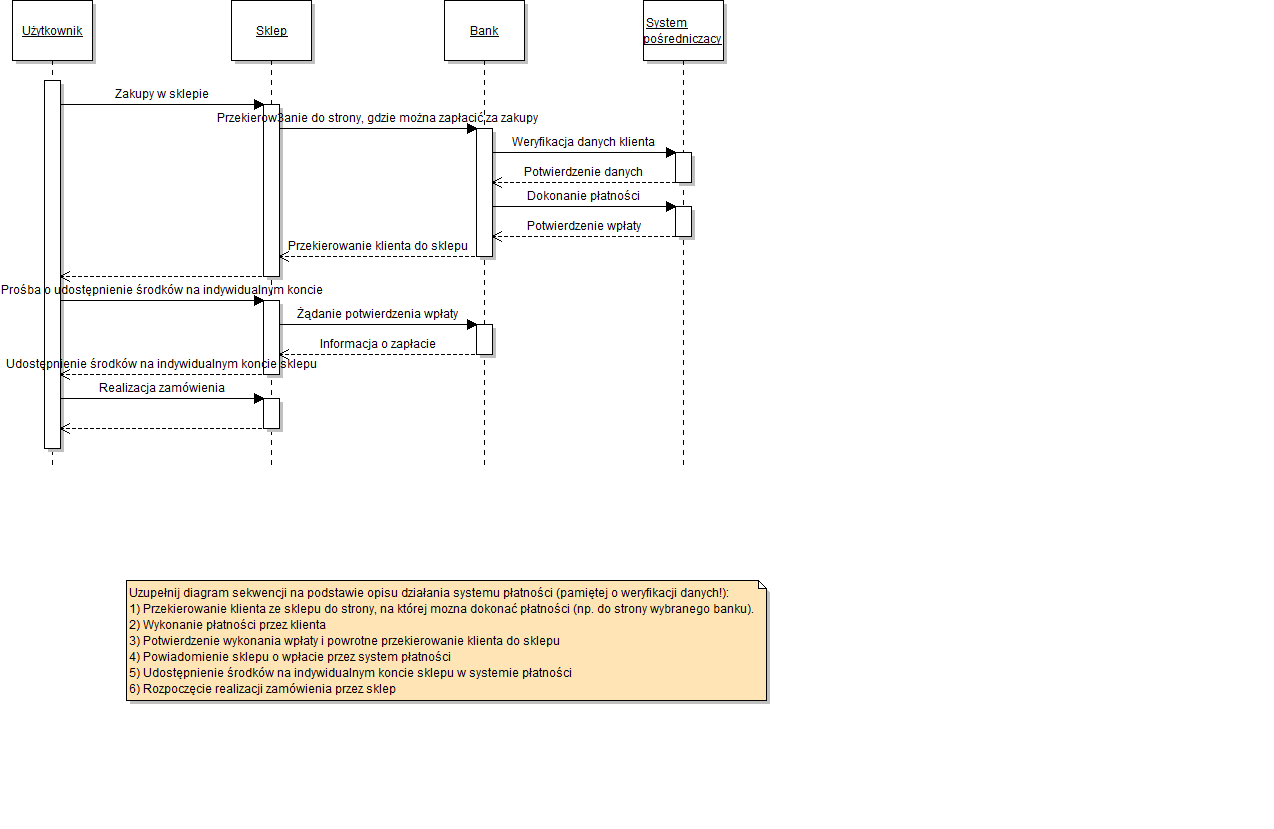 Użytkownik
Sklep
Bank
System
pośredniczacy
Zakupy w sklepie
Przekierow3anie do strony, gdzie można zapłacić za zakupy
Weryfikacja danych klienta
Potwierdzenie danych
Dokonanie płatności
Potwierdzenie wpłaty
Przekierowanie klienta do sklepu
Prośba o udostępnienie środków na indywidualnym koncie
Żądanie potwierdzenia wpłaty
Informacja o zapłacie
Udostępnienie środków na indywidualnym koncie sklepu
Realizacja zamówienia
Uzupełnij diagram sekwencji na podstawie opisu działania systemu płatności (pamiętej o weryfikacji danych!):
1) Przekierowanie klienta ze sklepu do strony, na której mozna dokonać płatności (np. do strony wybranego banku).
2) Wykonanie płatności przez klienta
3) Potwierdzenie wykonania wpłaty i powrotne przekierowanie klienta do sklepu
4) Powiadomienie sklepu o wpłacie przez system płatności
5) Udostępnienie środków na indywidualnym koncie sklepu w systemie płatności
6) Rozpoczęcie realizacji zamówienia przez sklep